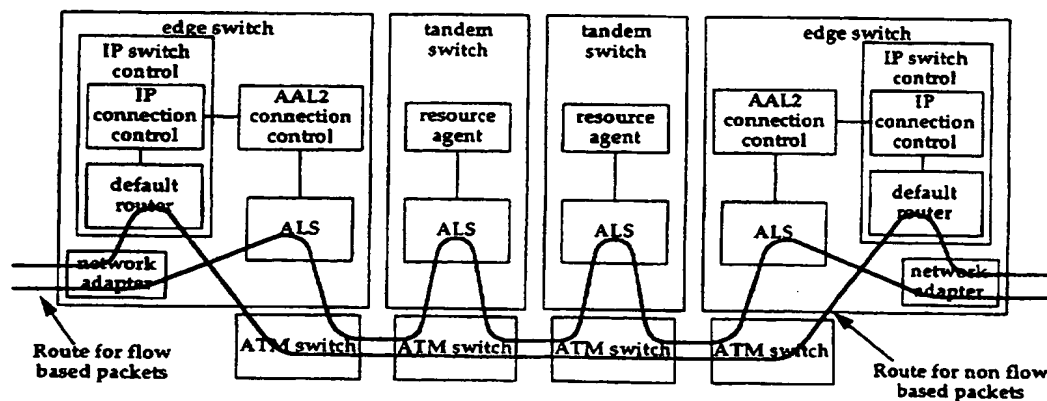 edge switch
IP switch
control
IP
connection
control
AAL2
connection
control
default
router
ALS
network
adapter
tandem
switch
resource
agent
ALS
tandem
switch
resource
agent
ALS
edge switch
IP switch
control
AAL2
connection
control
IP
connection
control
default
router
ALS
network
adapter
ATM switch
ATM switch
ATM switch
ATM switch
Route for flow
based packets
Route for non flow
based packets